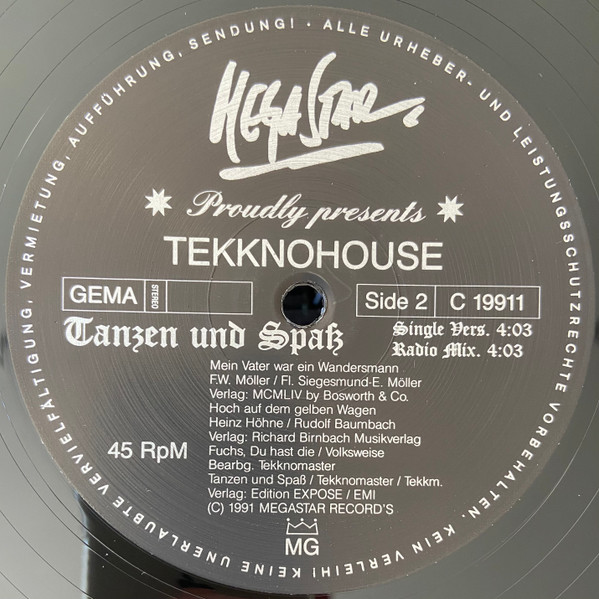 ALLE URHEBER- UND LEISTUNGSSCHUTZRECHTE VORBEHALTEN. · KEIN VERLEIH! KEINE UNERLAUBTE VERVIELFÄLTIGUNG, VERMIETUNG, AUFFÜHRUNG, SENDUNG! ·
MEGASTAR
Proudly presents
TEKKNOHOUSE
GEMA STEREO
Side 2 C 19911
Tanzen und Spaß
Single Vers. 4:03
Radio Mix. 4:03
Mein Vater war ein Wandersmann
F.W. Möller / Fl. Siegesmund-E. Möller
Verlag: MCMLIV by Bosworth & Co.
Hoch auf dem gelben Wagen
Heinz Höhne / Rudolf Baumbach
Verlag: Richard Birnbach Musikverlag
45 RpM
Fuchs, Du hast die / Volksweise
Bearbg. Tekknomaster
Tanzen und Spaß / Tekknomaster / Tekkm.
Verlag: Edition EXPOSE / EMI
(C) 1991 MEGASTAR RECORD'S
MG